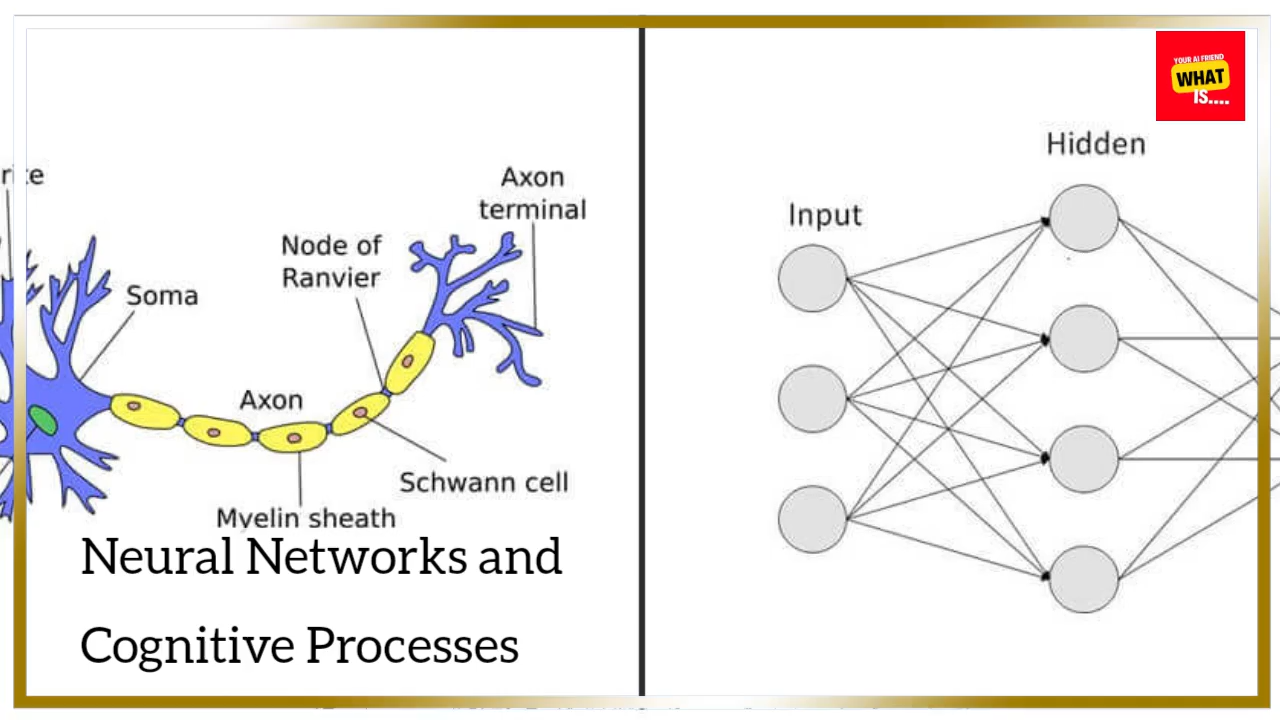 YOUR AI FRIEND
WHAT
IS....
Hidden
Input
Axon
terminal
Node of
Ranvier
Soma
Axon
Schwann cell
Myelin sheath
Neural Networks and
Cognitive Processes